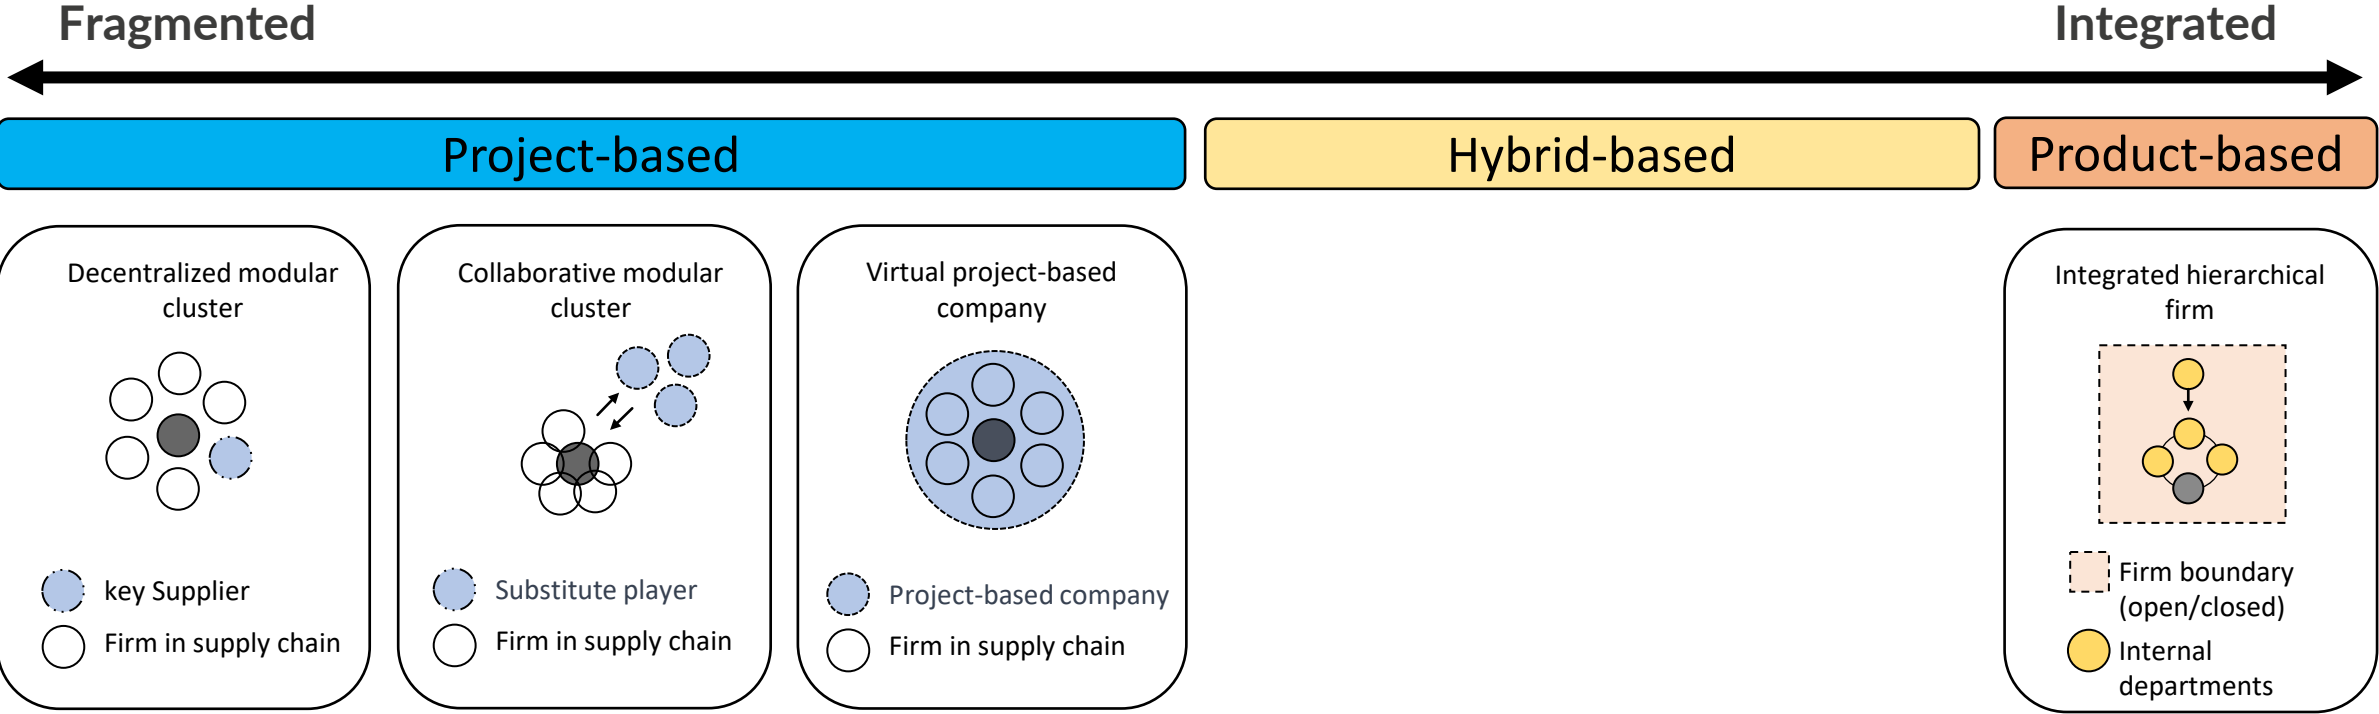 Fragmented
Integrated
Project-based
Hybrid-based
Product-based
Decentralized modular
cluster
key Supplier
Firm in supply chain
Collaborative modular
cluster
Substitute player
Firm in supply chain
Virtual project-based
company
Project-based company
Firm in supply chain
Integrated hierarchical
firm
Firm boundary
(open/closed)
Internal
departments